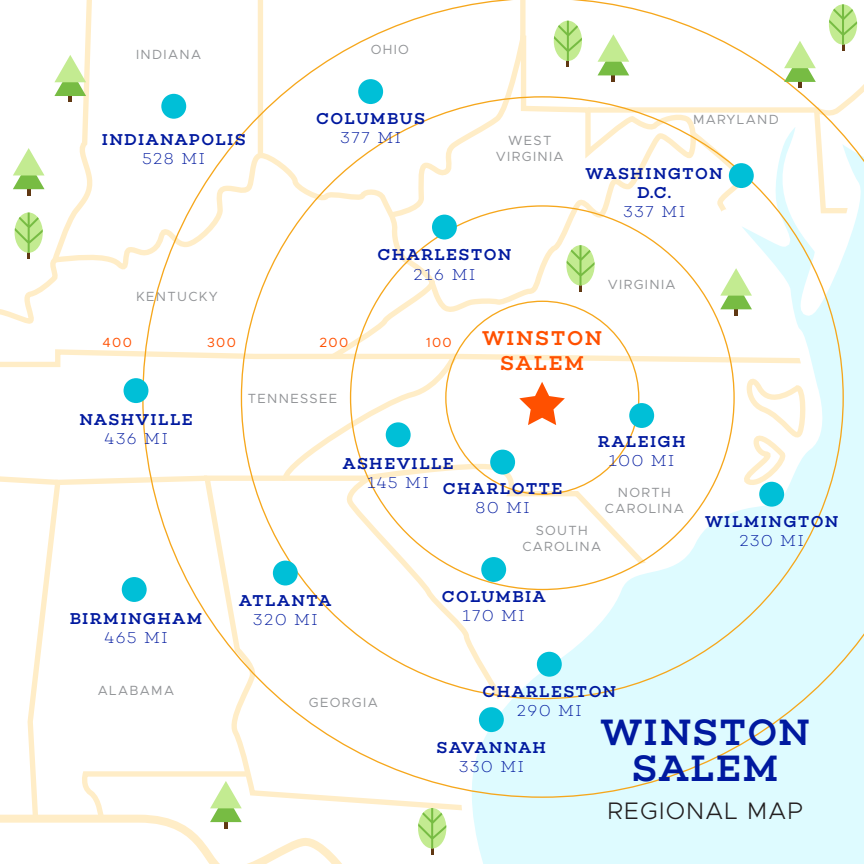 INDIANA
OHIO
COLUMBUS
377 MI
INDIANAPOLIS
528 MI
MARYLAND
WEST
VIRGINIA
WASHINGTON
D.C.
337 MI
CHARLESTON
216 MI
VIRGINIA
KENTUCKY
400
300
200
100
WINSTON
SALEM
TENNESSEE
NASHVILLE
436 MI
RALEIGH
100 MI
ASHEVILLE
145 MI
CHARLOTTE
80 MI
NORTH
CAROLINA
WILMINGTON
230 MI
SOUTH
CAROLINA
COLUMBIA
170 MI
ATLANTA
320 MI
BIRMINGHAM
465 MI
ALABAMA
GEORGIA
CHARLESTON
290 MI
SAVANNAH
330 MI
WINSTON
SALEM
REGIONAL MAP